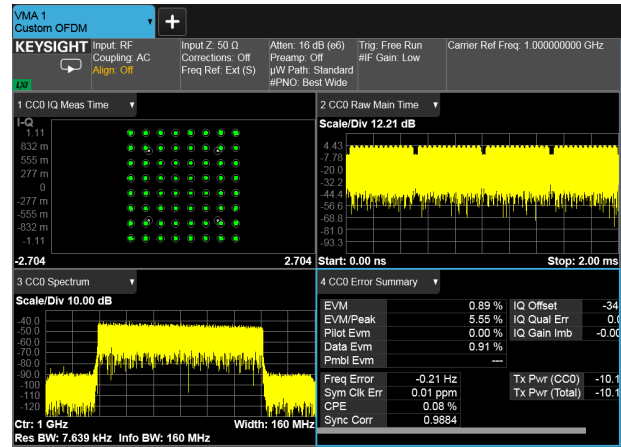 VMA 1
Custom OFDM
KEYSIGHT
LXI
Input: RF
Coupling: AC
Align: Off
Input Z: 50 Ω
Corrections: Off
Freq Ref: Ext (S)
Atten: 16 dB (e6)
Preamp: Off
µW Path: Standard
#PNO: Best Wide
Trig: Free Run
#IF Gain: Low
Carrier Ref Freq: 1.000000000 GHz
1 CC0 IQ Meas Time
I-Q
1.11
832 m
555 m
277 m
0
-277 m
-555 m
-832 m
-1.11
-2.704 2.704
2 CC0 Raw Main Time
Scale/Div 12.21 dB
4.43
-7.78
-20.0
-32.2
-44.4
-56.6
-68.8
-81.0
-93.3
Start: 0.00 ns Stop: 2.00 ms
3 CC0 Spectrum
Scale/Div 10.00 dB
-40.0
-50.0
-60.0
-70.0
-80.0
-90.0
-100
-110
-120
Ctr: 1 GHz Width: 160 MHz
Res BW: 7.639 kHz Info BW: 160 MHz
4 CC0 Error Summary
EVM 0.89 % IQ Offset -34
EVM/Peak 5.55 % IQ Qual Err 0.0
Pilot Evm 0.00 % IQ Gain Imb -0.00
Data Evm 0.91 %
Pmbl Evm ---
Freq Error -0.21 Hz Tx Pwr (CC0) -10.1
Sym Clk Err 0.01 ppm Tx Pwr (Total) -10.1
CPE 0.08 %
Sync Corr 0.9884